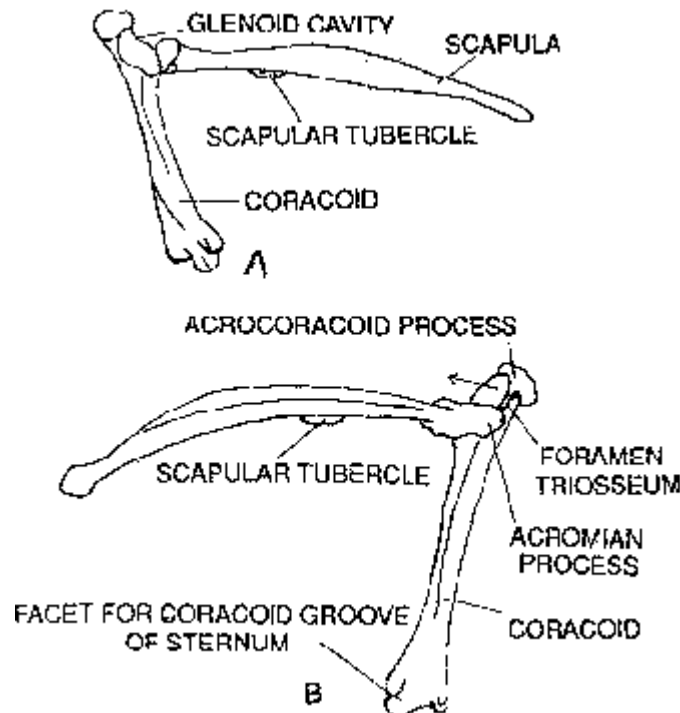 GLENOID CAVITY
SCAPULA
SCAPULAR TUBERCLE
CORACOID
A
ACROCORACOID PROCESS
SCAPULAR TUBERCLE
FORAMEN
TRIOSSEUM
ACROMIAN
PROCESS
FACET FOR CORACOID GROOVE
OF STERNUM
CORACOID
B